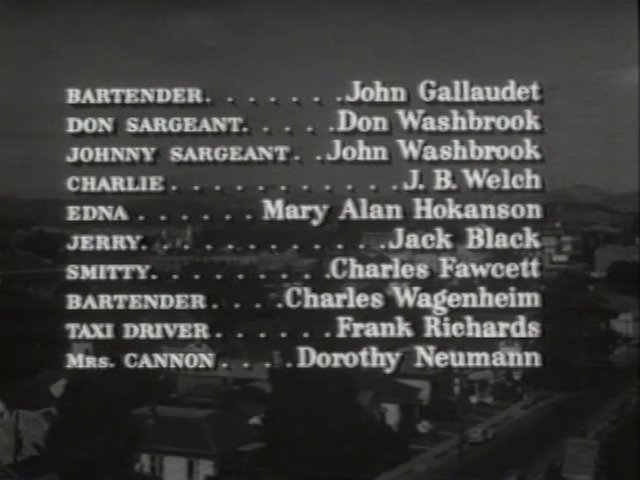 BARTENDER. . . . . . .John Gallaudet
DON SARGEANT. . . . .Don Washbrook
JOHNNY SARGEANT. . .John Washbrook
CHARLIE . . . . . . . . . . .J. B. Welch
EDNA . . . . . . Mary Alan Hokanson
JERRY. . . . . . . . . . . .Jack Black
SMITTY. . . . . . . . .Charles Fawcett
BARTENDER . . . .Charles Wagenheim
TAXI DRIVER . . . . . .Frank Richards
MRS. CANNON . . . .Dorothy Neumann